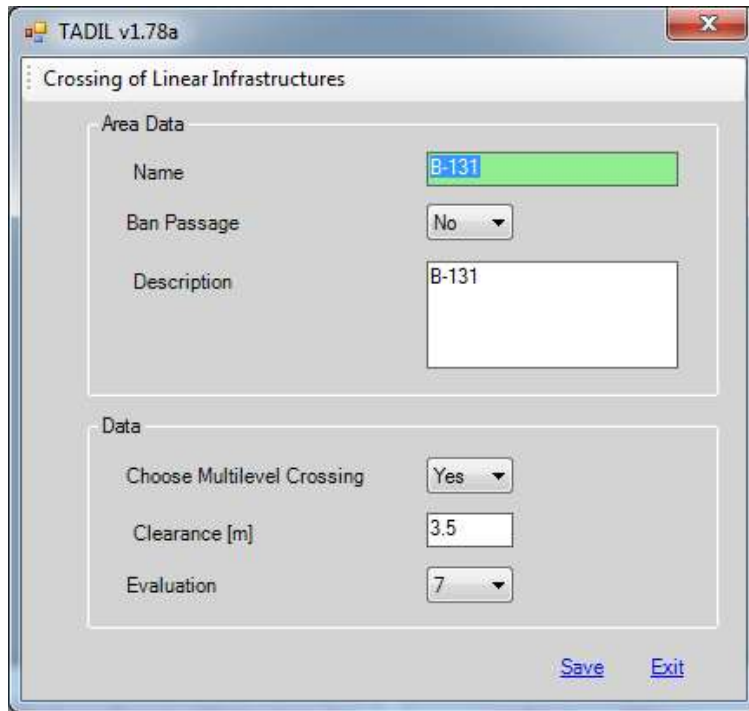 TADIL v1.78a
Crossing of Linear Infrastructures
Area Data
Name B-131
Ban Passage No
Description B-131
Data
Choose Multilevel Crossing Yes
Clearance [m] 3.5
Evaluation 7
Save Exit